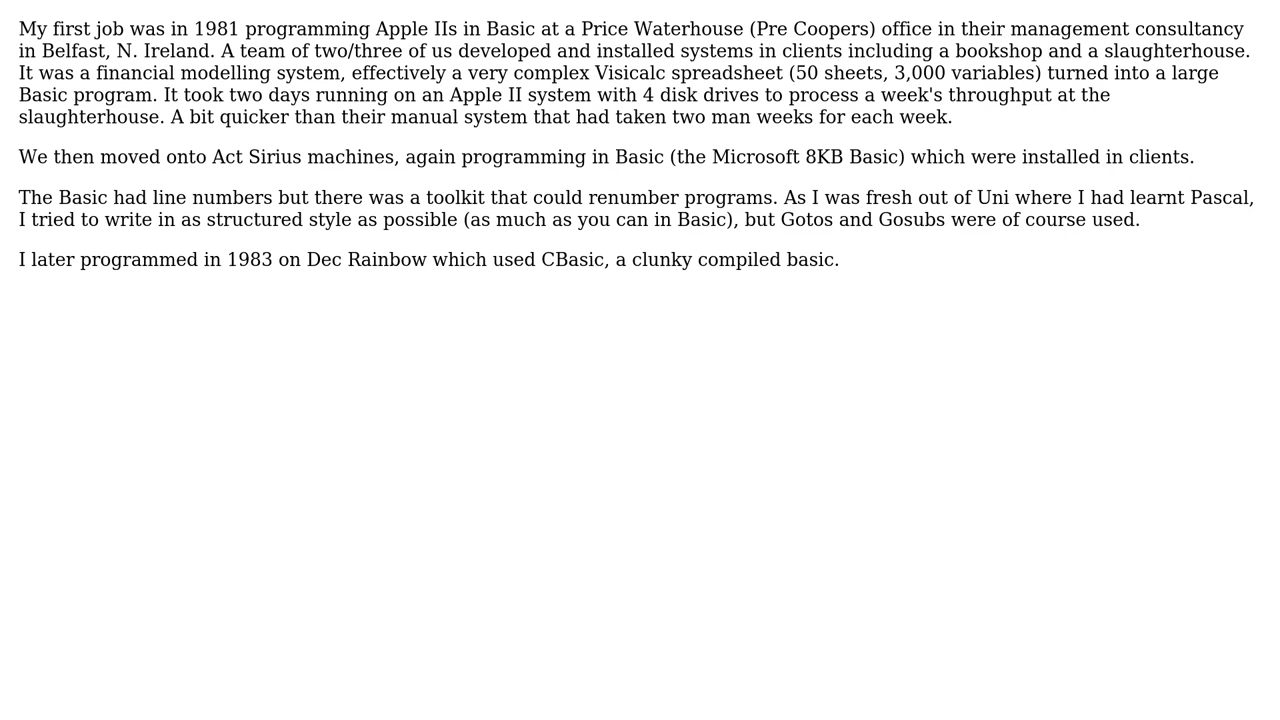 My first job was in 1981 programming Apple IIs in Basic at a Price Waterhouse (Pre Coopers) office in their management consultancy
in Belfast, N. Ireland. A team of two/three of us developed and installed systems in clients including a bookshop and a slaughterhouse.
It was a financial modelling system, effectively a very complex Visicalc spreadsheet (50 sheets, 3,000 variables) turned into a large
Basic program. It took two days running on an Apple II system with 4 disk drives to process a week's throughput at the
slaughterhouse. A bit quicker than their manual system that had taken two man weeks for each week.
We then moved onto Act Sirius machines, again programming in Basic (the Microsoft 8KB Basic) which were installed in clients.
The Basic had line numbers but there was a toolkit that could renumber programs. As I was fresh out of Uni where I had learnt Pascal,
I tried to write in as structured style as possible (as much as you can in Basic), but Gotos and Gosubs were of course used.
I later programmed in 1983 on Dec Rainbow which used CBasic, a clunky compiled basic.